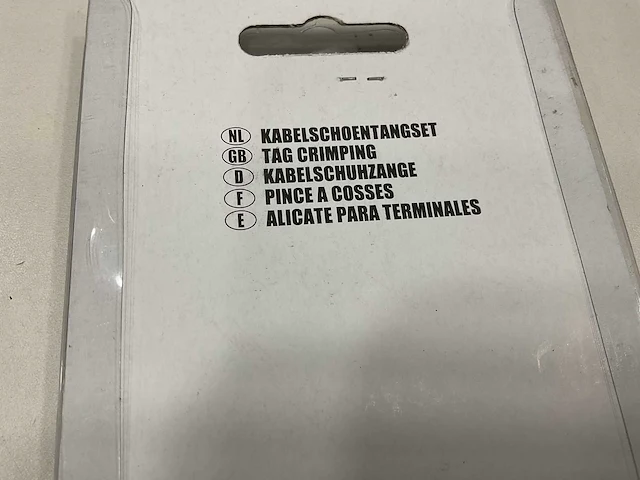 NL KABELSCHOENTANGSET
GB TAG CRIMPING
D KABELSCHUHZANGE
F PINCE A COSSES
E ALICATE PARA TERMINALES